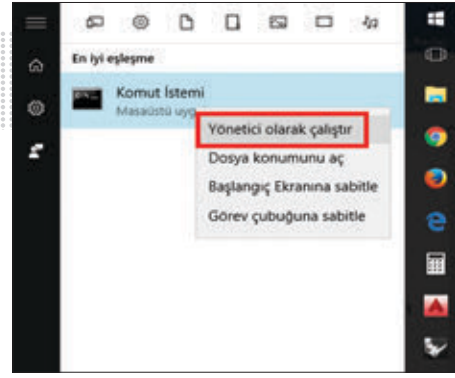 En iyi eşleşme
Komut İstemi
Masaüstü uyg
Yönetici olarak çalıştır
Dosya konumunu aç
Başlangıç Ekranına sabitle
Görev çubuğuna sabitle